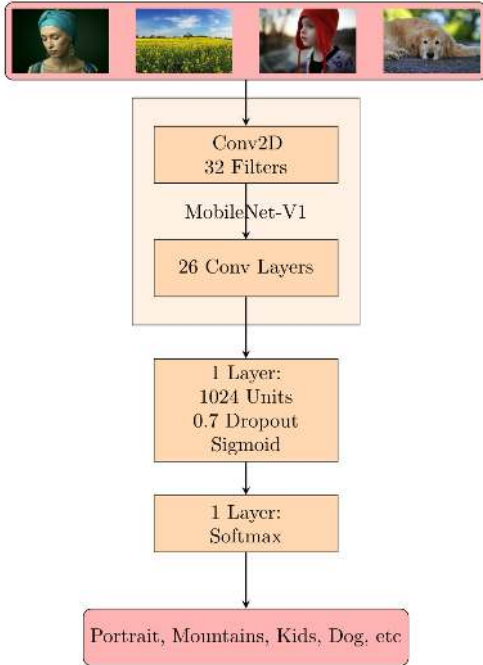 Conv2D
32 Filters
MobileNet-V1
26 Conv Layers
1 Layer:
1024 Units
0.7 Dropout
Sigmoid
1 Layer:
Softmax
Portrait, Mountains, Kids, Dog, etc